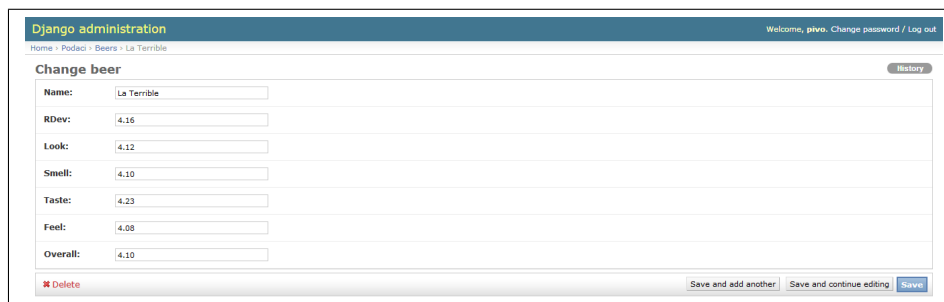 Django administration
Welcome, pivo. Change password / Log out
Home › Podaci › Beers › La Terrible
Change beer
History
Name: La Terrible
RDev: 4.16
Look: 4.12
Smell: 4.10
Taste: 4.23
Feel: 4.08
Overall: 4.10
Delete
Save and add another Save and continue editing Save